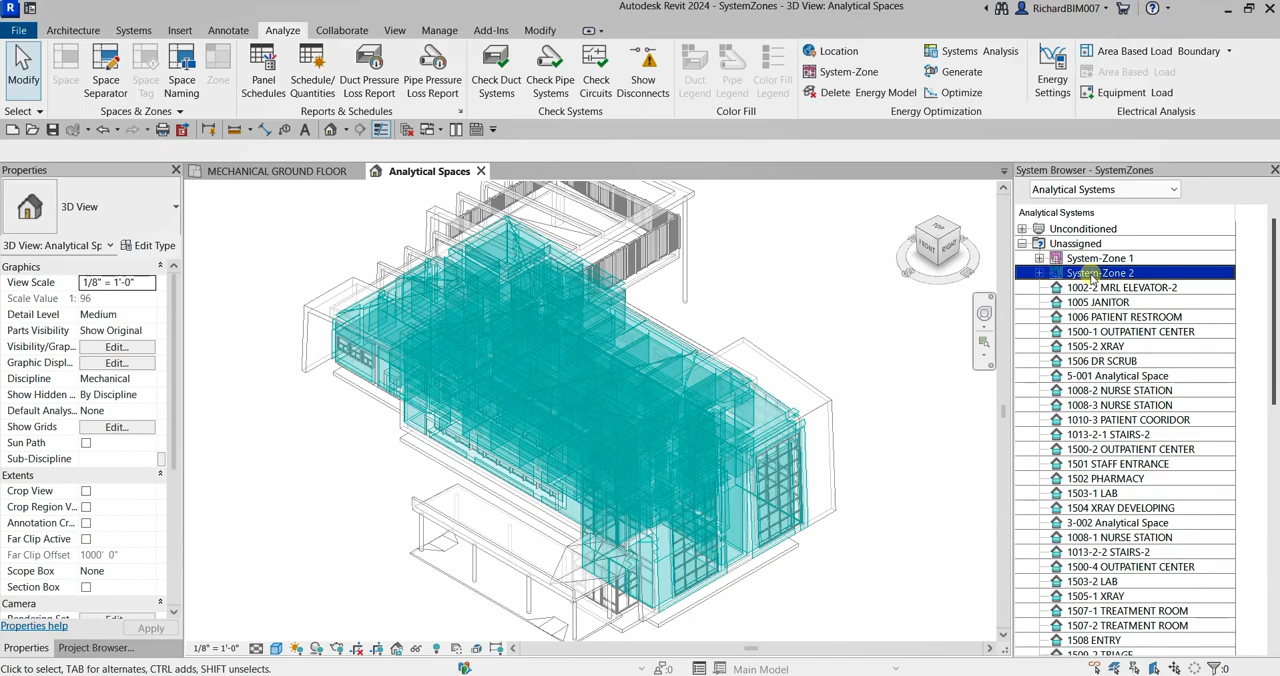 R
Autodesk Revit 2024 - SystemZones - 3D View: Analytical Spaces
RichardBIM007
File Architecture Systems Insert Annotate Analyze Collaborate View Manage Add-Ins Modify
Modify
Space
Space Separator
Space Tag
Space Naming
Zone
Panel Schedules
Schedule/ Quantities
Duct Pressure Loss Report
Pipe Pressure Loss Report
Check Duct Systems
Check Pipe Systems
Check Circuits
Show Disconnects
Duct Legend
Pipe Legend
Color Fill Legend
Location
System-Zone
Delete Energy Model
Systems Analysis
Generate
Optimize
Energy Settings
Area Based Load Boundary
Area Based Load
Equipment Load
Select Spaces & Zones Reports & Schedules Check Systems Color Fill Energy Optimization Electrical Analysis
Properties
MECHANICAL GROUND FLOOR
Analytical Spaces
3D View
3D View: Analytical Sp
Edit Type
Graphics
View Scale 1/8" = 1'-0"
Scale Value 1: 96
Detail Level Medium
Parts Visibility Show Original
Visibility/Grap... Edit...
Graphic Displ... Edit...
Discipline Mechanical
Show Hidden ... By Discipline
Default Analys... None
Show Grids Edit...
Sun Path
Sub-Discipline
Extents
Crop View
Crop Region V...
Annotation Cr...
Far Clip Active
Far Clip Offset 1000' 0"
Scope Box None
Section Box
Camera
Rendering Set... Edit...
Properties help
Apply
Properties Project Browser...
TOP
FRONT
RIGHT
System Browser - SystemZones
Analytical Systems
Analytical Systems
Unconditioned
Unassigned
System-Zone 1
System-Zone 2
1002-2 MRL ELEVATOR-2
1005 JANITOR
1006 PATIENT RESTROOM
1500-1 OUTPATIENT CENTER
1505-2 XRAY
1506 DR SCRUB
5-001 Analytical Space
1008-2 NURSE STATION
1008-3 NURSE STATION
1010-3 PATIENT COORIDOR
1013-2-1 STAIRS-2
1500-2 OUTPATIENT CENTER
1501 STAFF ENTRANCE
1502 PHARMACY
1503-1 LAB
1504 XRAY DEVELOPING
3-002 Analytical Space
1008-1 NURSE STATION
1013-2-2 STAIRS-2
1500-4 OUTPATIENT CENTER
1503-2 LAB
1505-1 XRAY
1507-1 TREATMENT ROOM
1507-2 TREATMENT ROOM
1508 ENTRY
1509-2 TRIAGE
1/8" = 1'-0"
Click to select, TAB for alternates, CTRL adds, SHIFT unselects.
:0
Main Model
:0